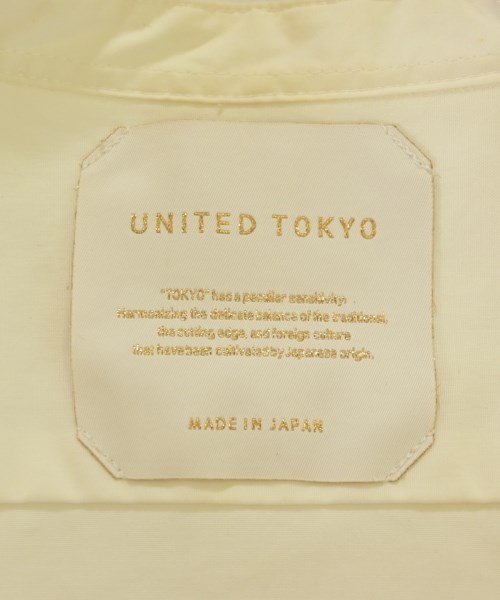 UNITED TOKYO
"TOKYO" has a peculiar sensitivity.
Harmonizing the delicate balance of the traditional,
the cutting edge, and foreign culture
that have been cultivated by Japanese origin.
MADE IN JAPAN